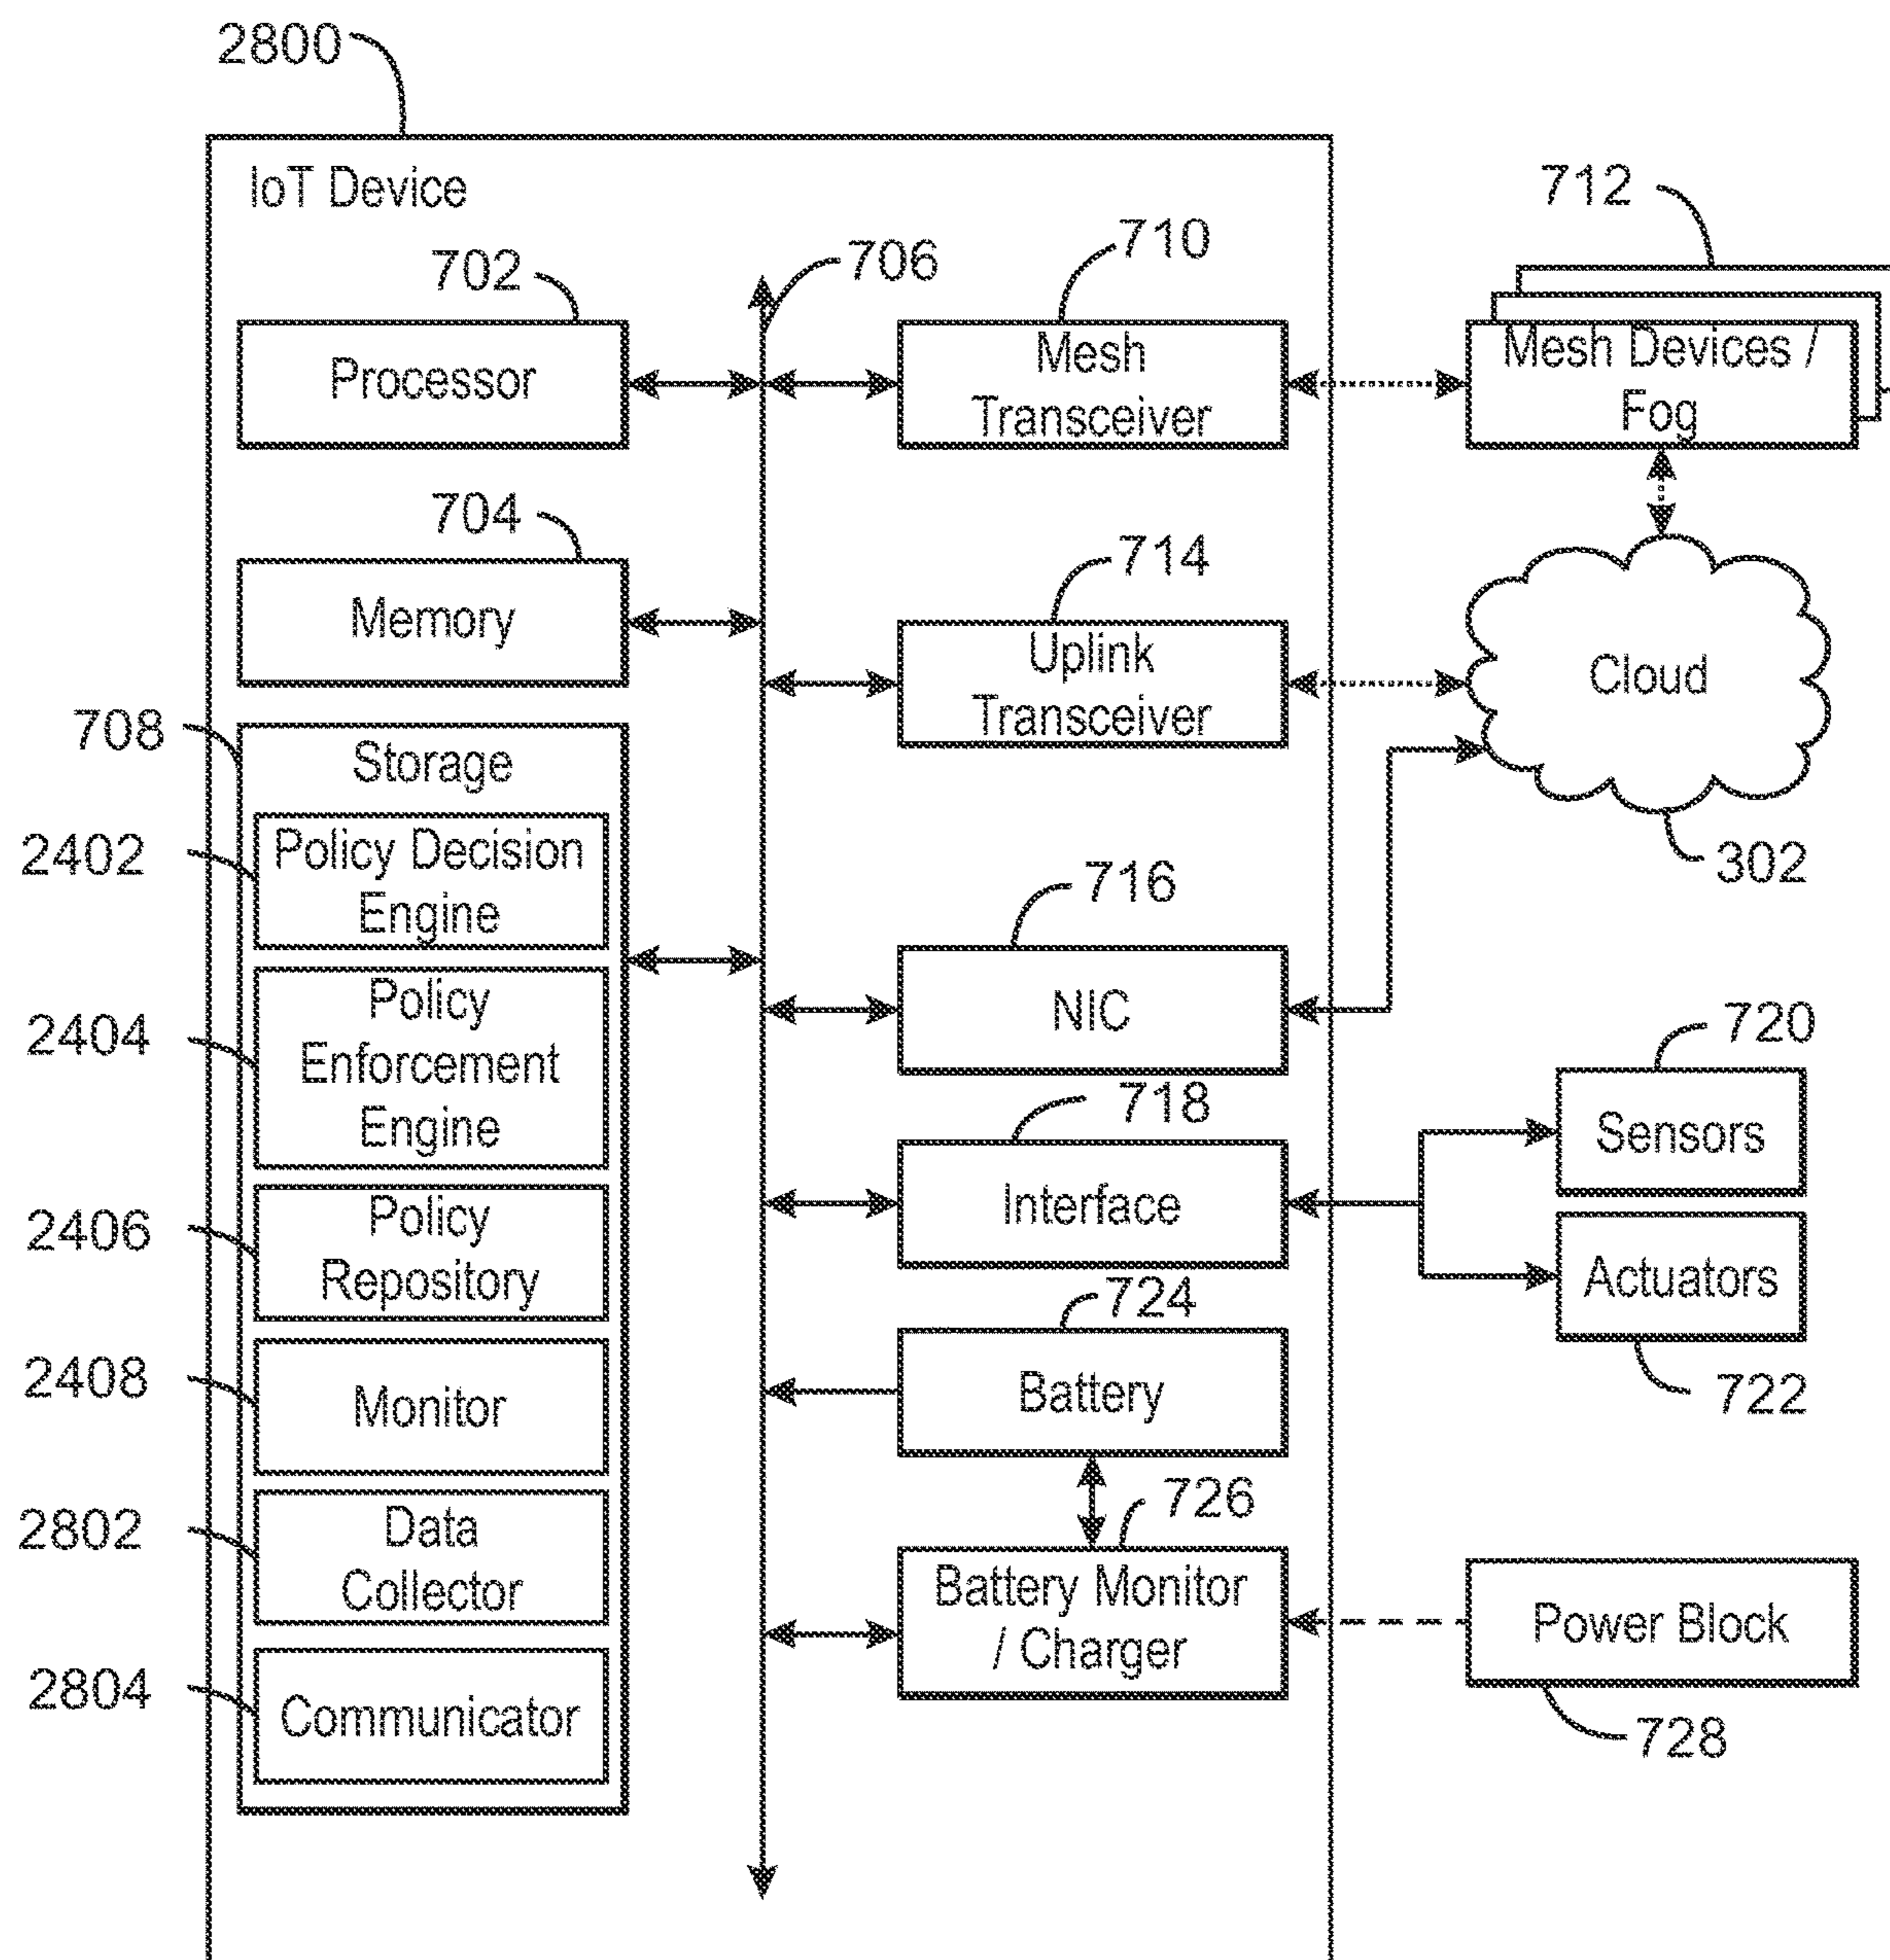 2800
IoT Device
712
710
706
702
Processor
Mesh
Transceiver
Mesh Devices /
Fog
704
Memory
714
Uplink
Transceiver
Cloud
302
708
Storage
2402
Policy Decision
Engine
716
NIC
2404
Policy
Enforcement
Engine
720
Sensors
718
Interface
2406
Policy
Repository
Actuators
722
724
Battery
2408
Monitor
726
Battery Monitor
/ Charger
2802
Data
Collector
Power Block
728
2804
Communicator